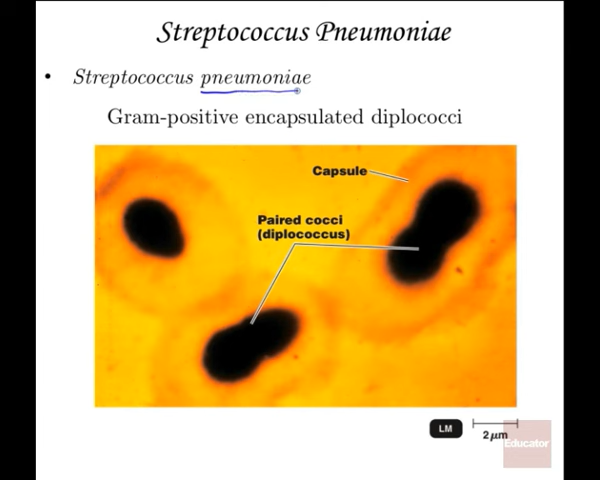 Streptococcus Pneumoniae
• Streptococcus pneumoniae
Gram-positive encapsulated diplococci
Capsule
Paired cocci
(diplococcus)
LM
2 μm
Educator